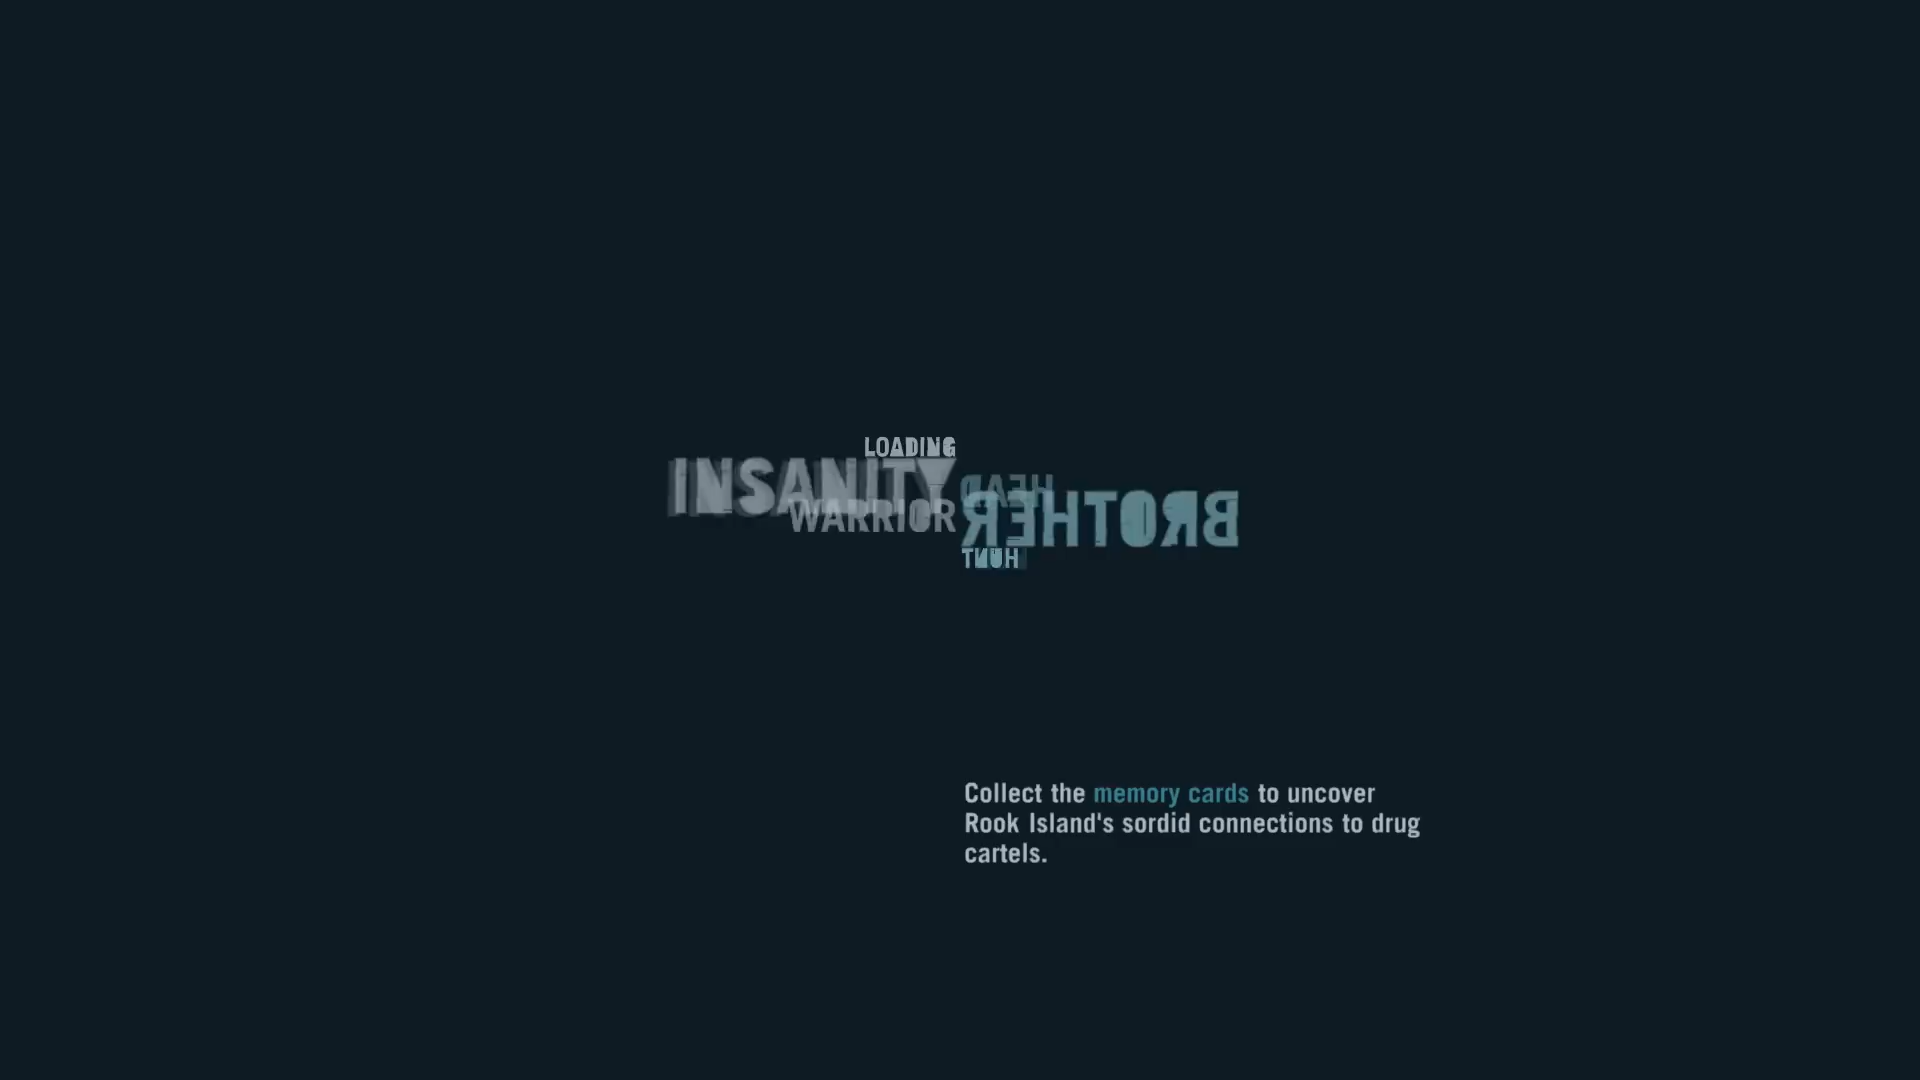 LOADING
INSANITY
WARRIOR
HEAD
BROTHER
HUNT
Collect the memory cards to uncover
Rook Island's sordid connections to drug
cartels.